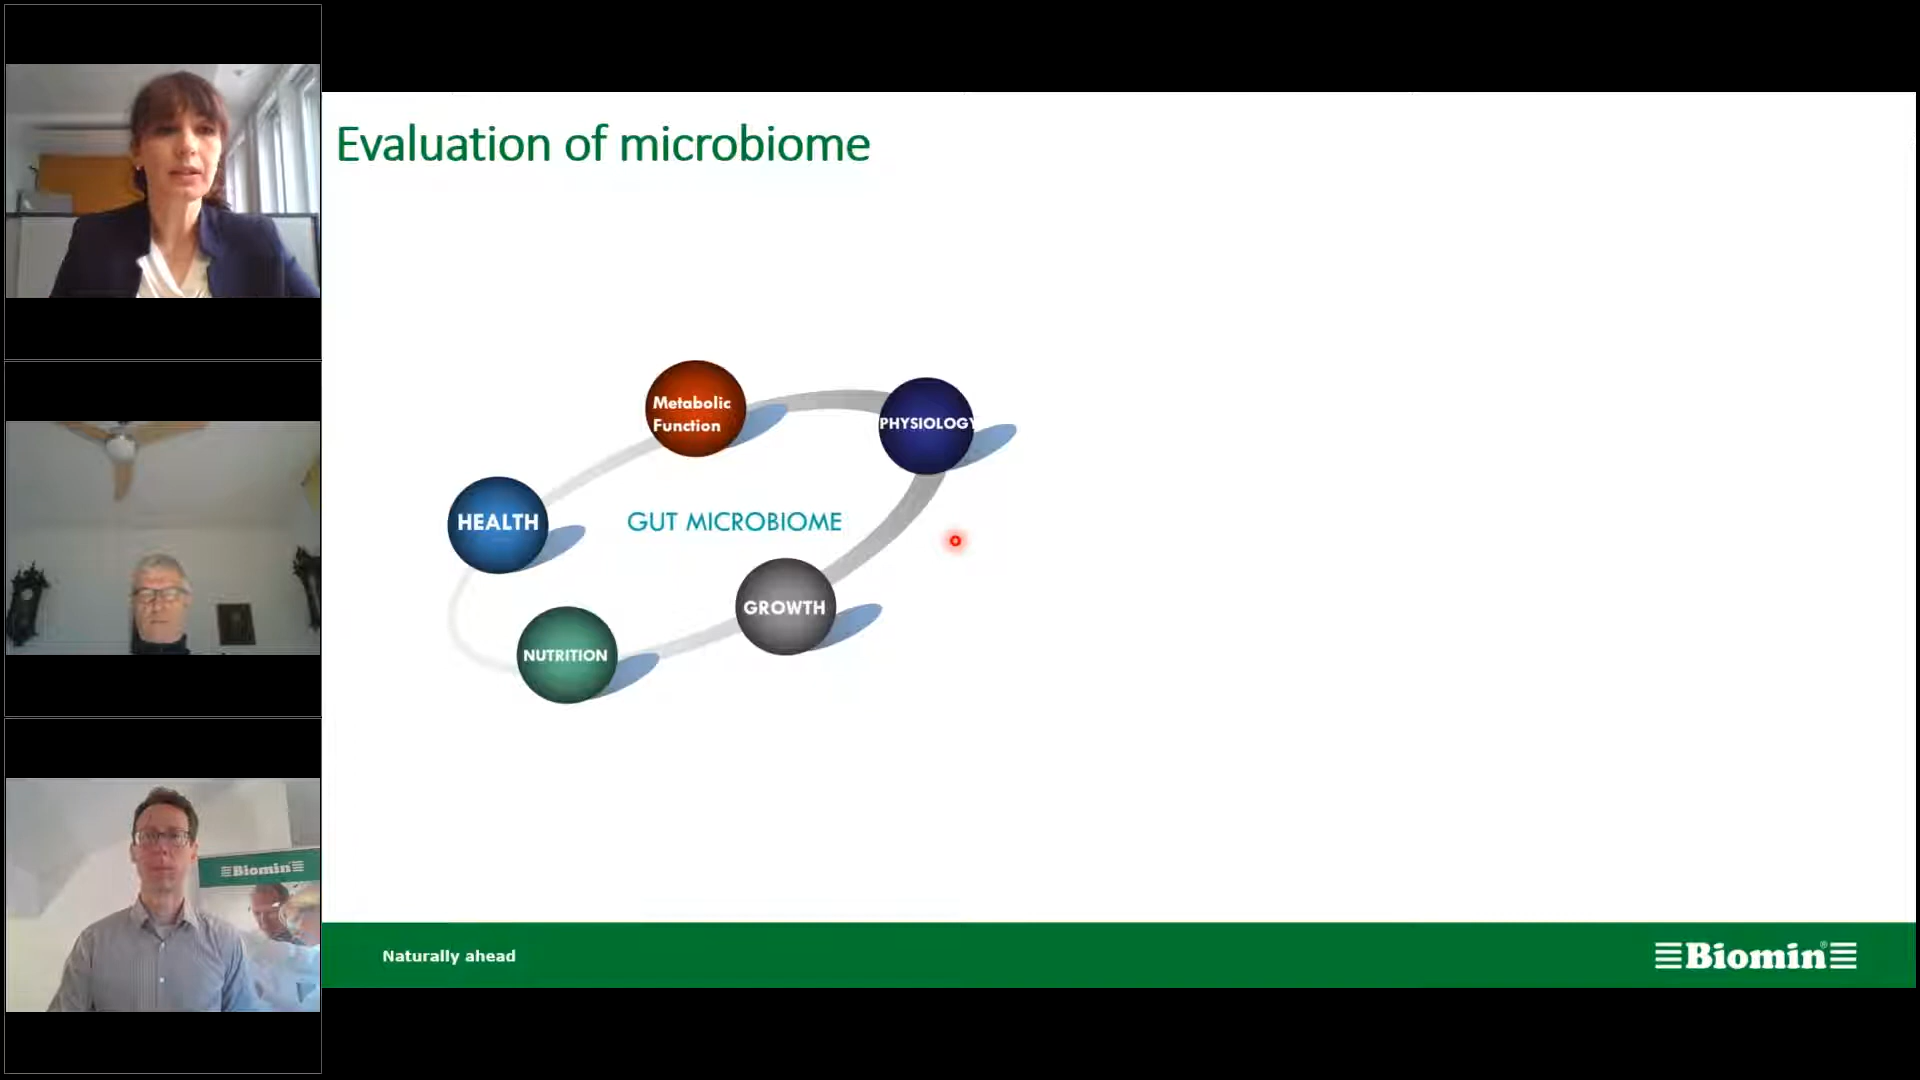 Evaluation of microbiome
Metabolic
Function
PHYSIOLOGY
HEALTH
GUT MICROBIOME
GROWTH
NUTRITION
Biomin
Naturally ahead
Biomin®